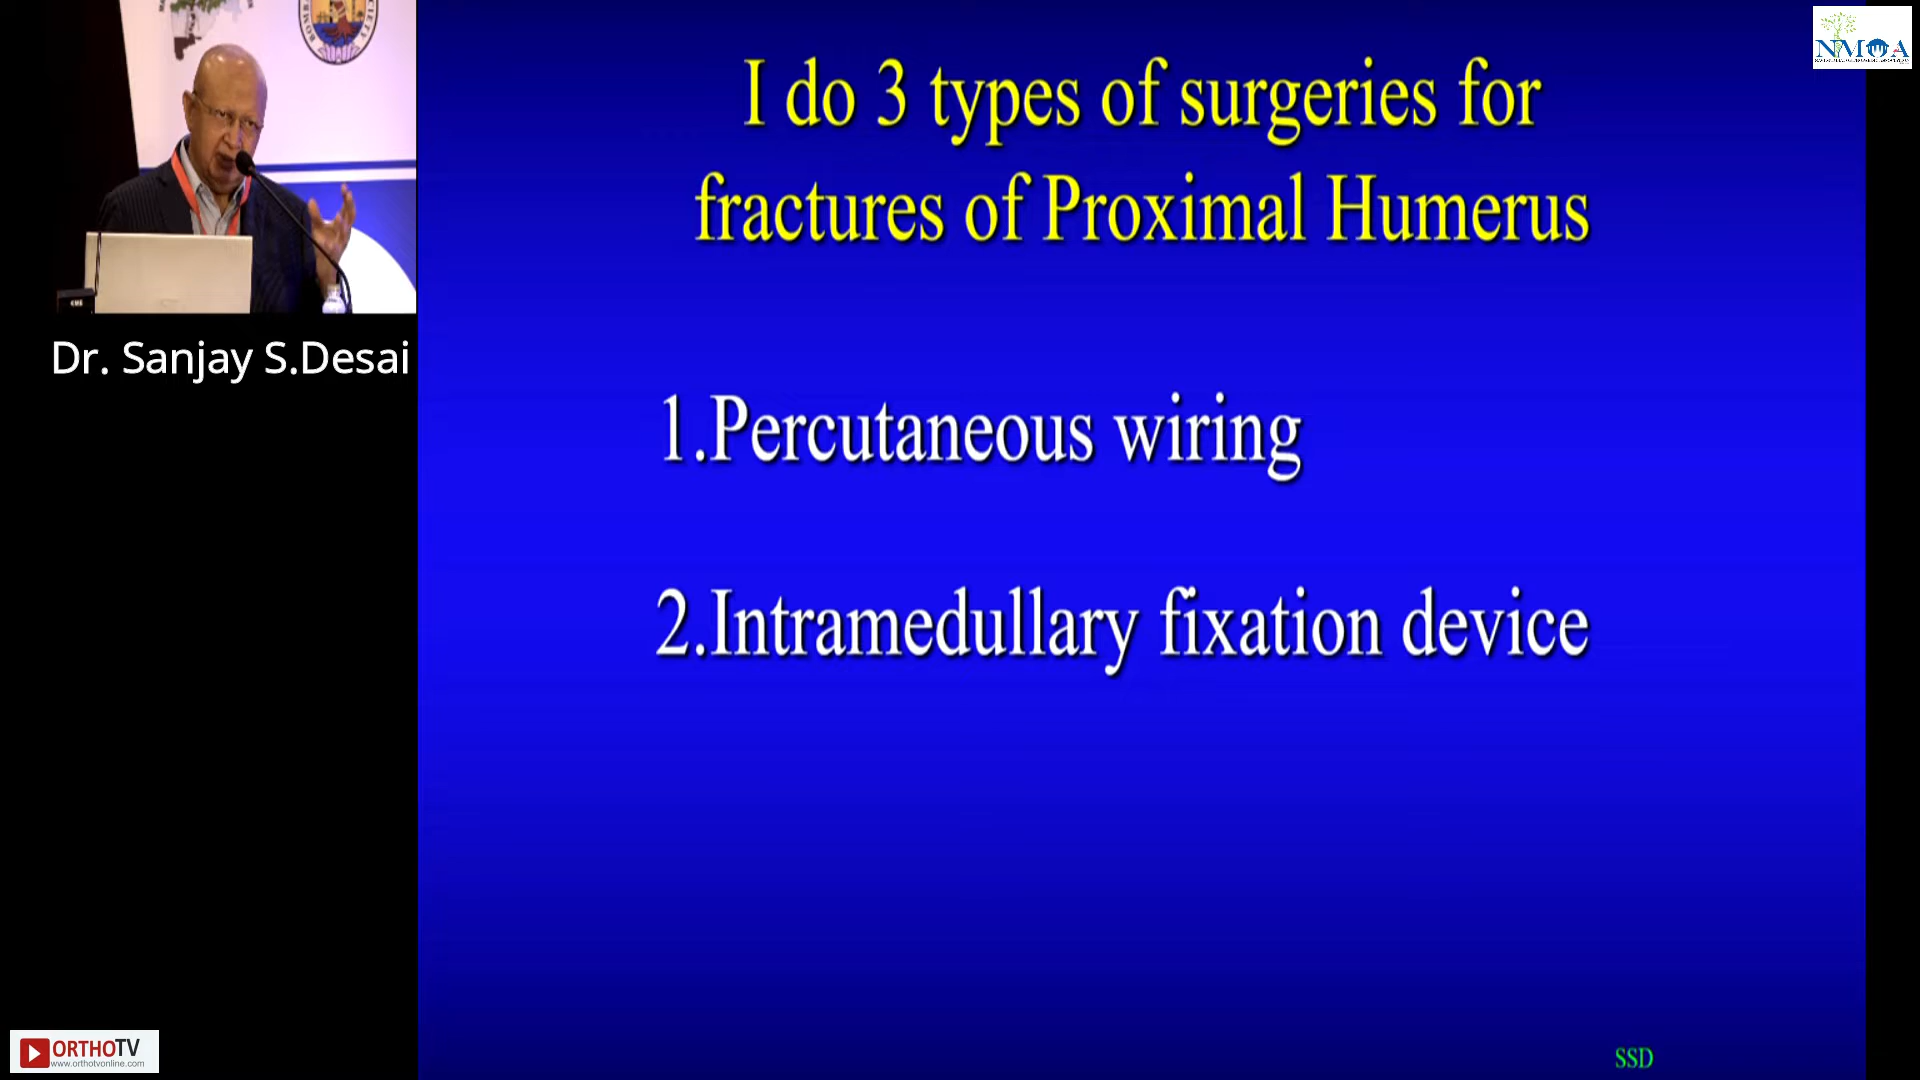 NMOA
I do 3 types of surgeries for
fractures of Proximal Humerus
Dr. Sanjay S.Desai
1.Percutaneous wiring
2.Intramedullary fixation device
ORTHOTV
www.orthotvonline.com
SSD